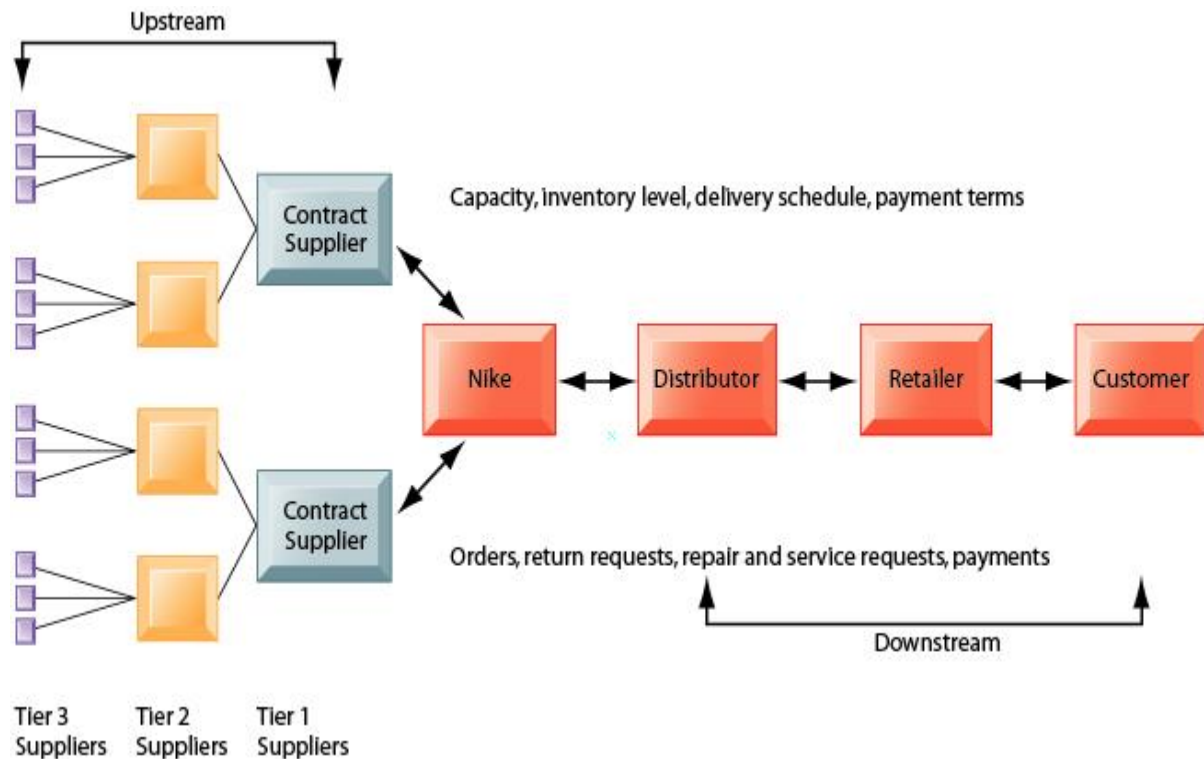 Upstream
Contract
Supplier
Capacity, inventory level, delivery schedule, payment terms
Nike
Distributor
Retailer
Customer
Contract
Supplier
Orders, return requests, repair and service requests, payments
Downstream
Tier 3
Suppliers
Tier 2
Suppliers
Tier 1
Suppliers